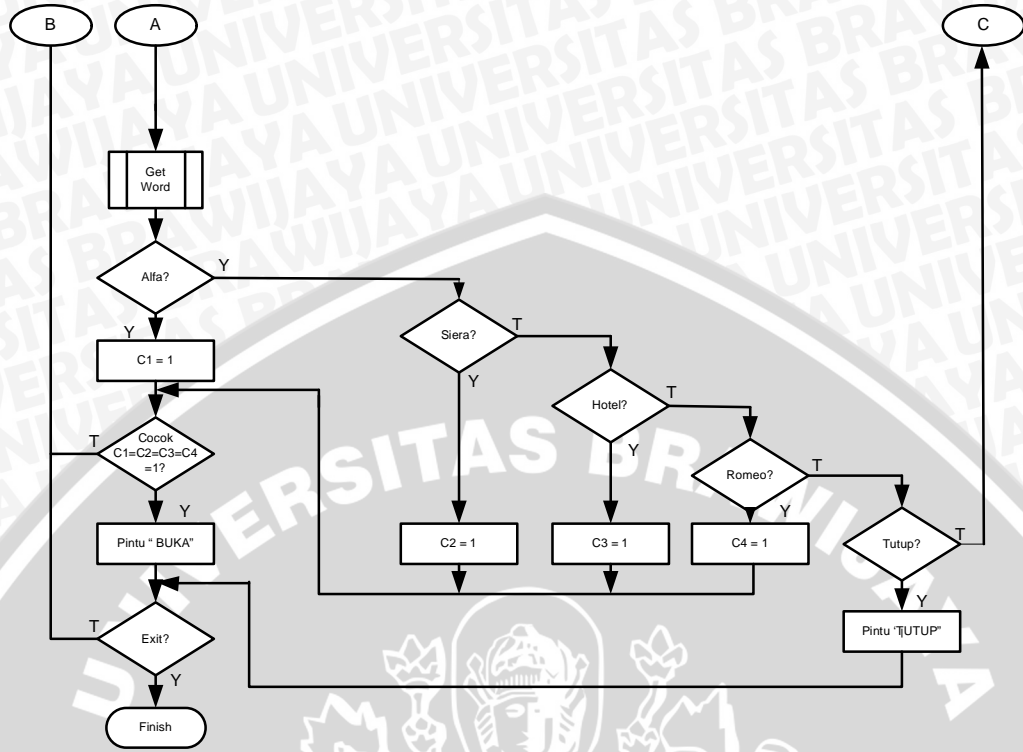 B
A
C
Get
Word
Alfa?
Y
Y
C1 = 1
Siera?
T
Y
Hotel?
T
Y
Romeo?
T
Y
Tutup?
T
Y
Cocok
C1=C2=C3=C4
=1?
T
Y
Pintu “ BUKA”
C2 = 1
C3 = 1
C4 = 1
Pintu “TUTUP”
Exit?
T
Y
Finish
UNIVERSITAS BRAWIJAYA